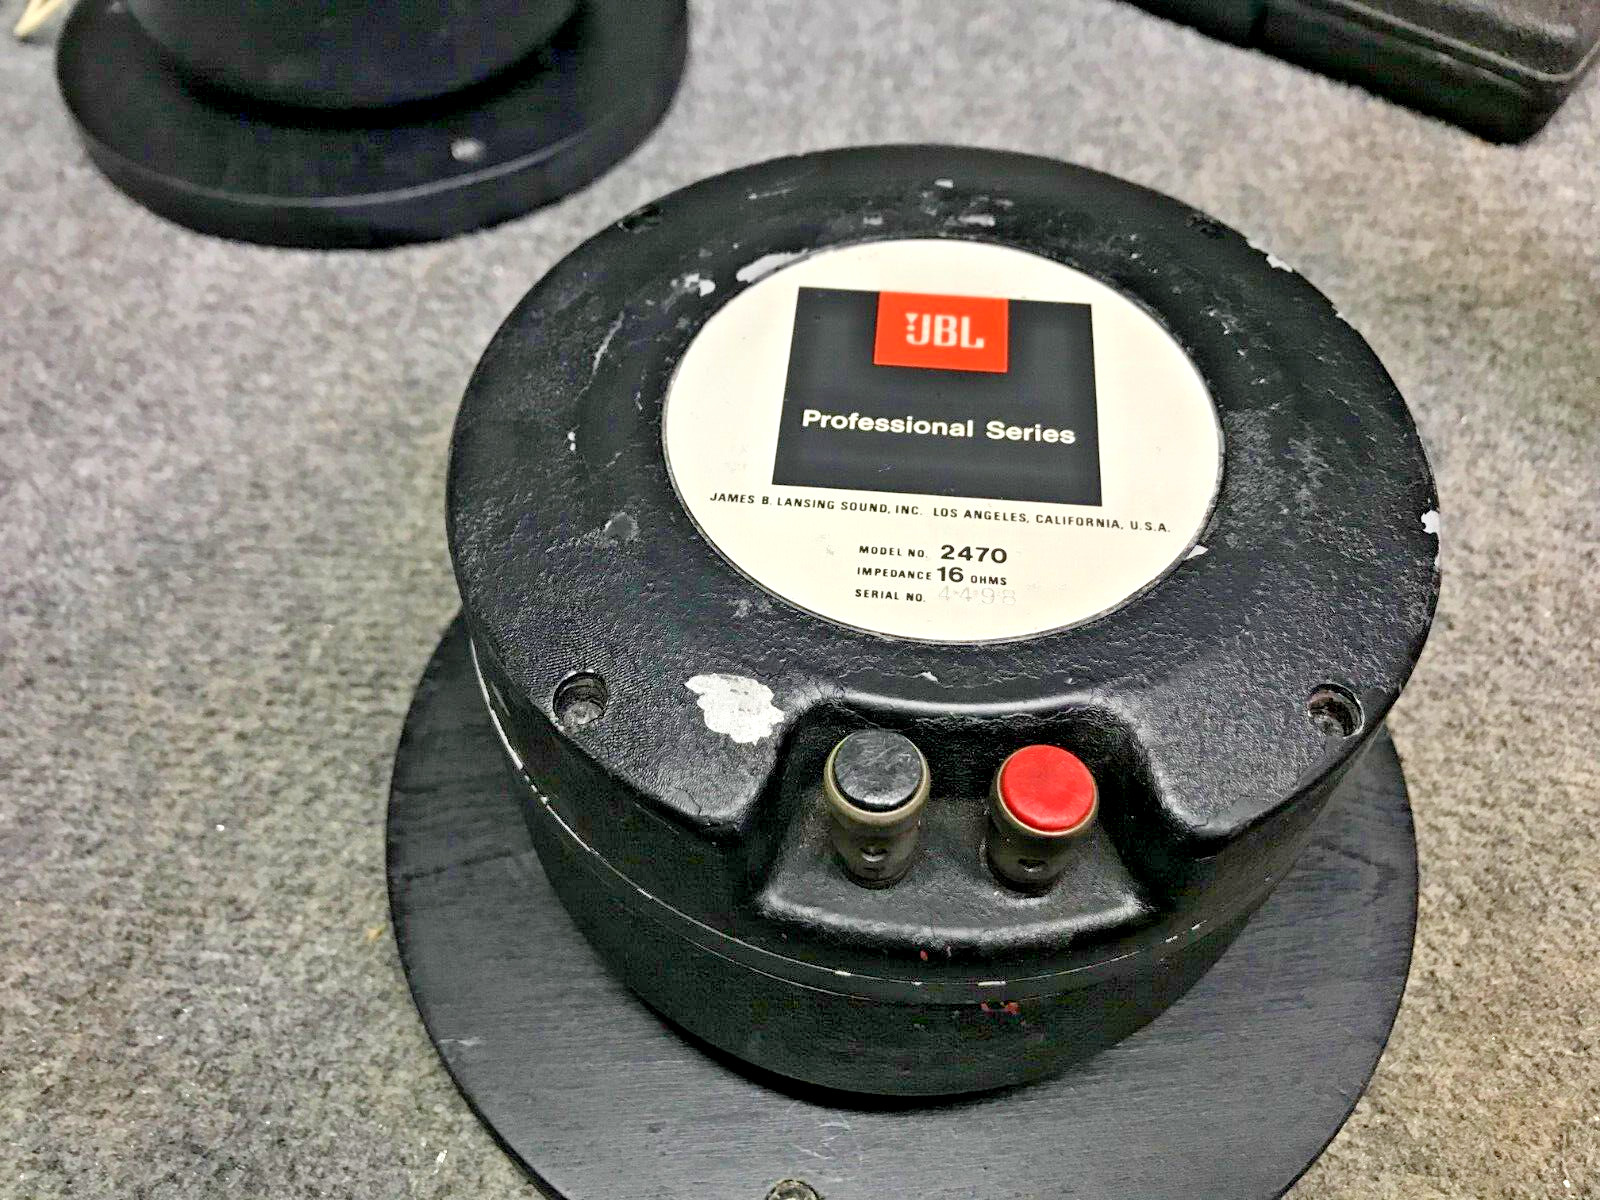 JBL
Professional Series
JAMES B. LANSING SOUND, INC. LOS ANGELES, CALIFORNIA, U.S.A.
MODEL NO. 2470
IMPEDANCE 16 OHMS
SERIAL NO. 4498